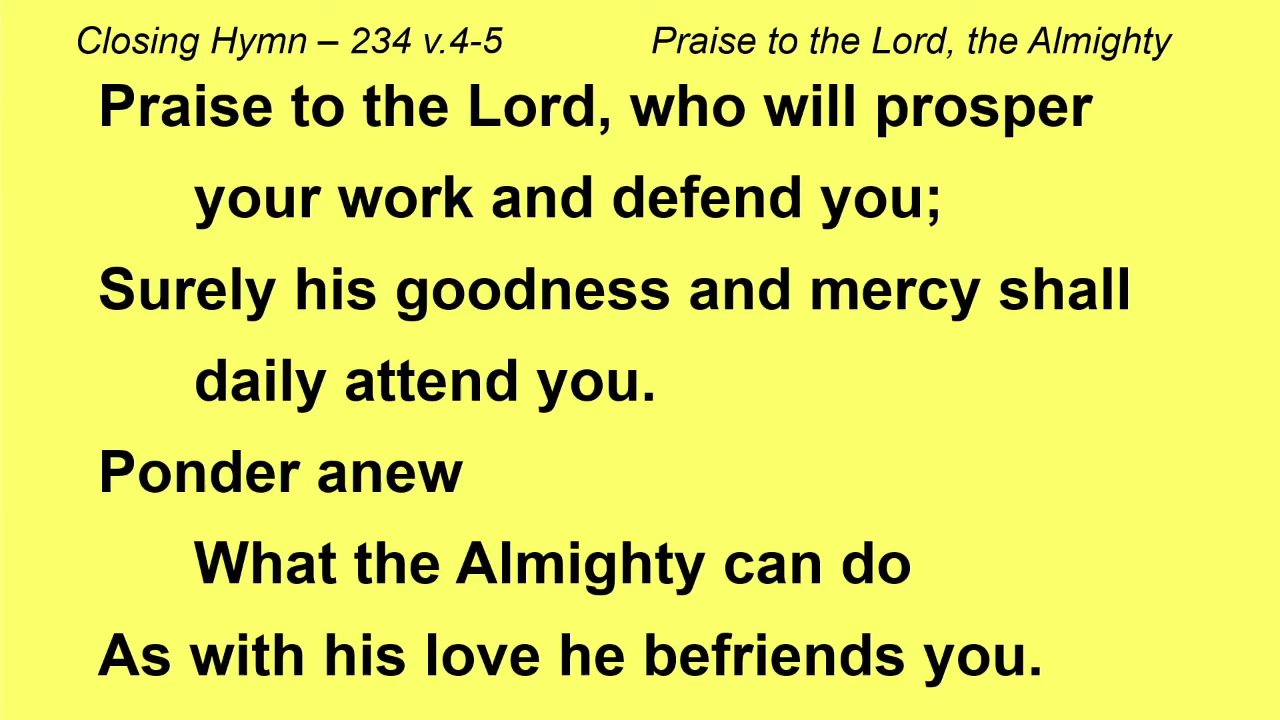 Closing Hymn – 234 v.4-5 Praise to the Lord, the Almighty
Praise to the Lord, who will prosper
your work and defend you;
Surely his goodness and mercy shall
daily attend you.
Ponder anew
What the Almighty can do
As with his love he befriends you.